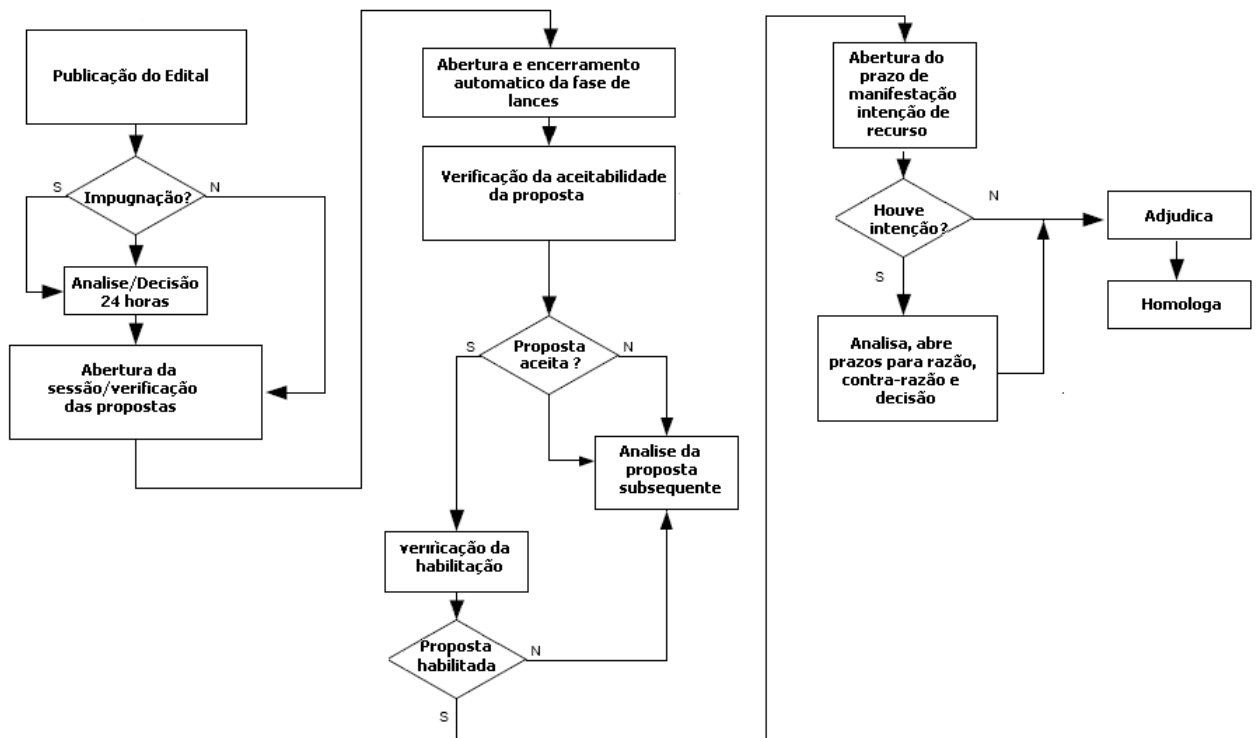 Publicação do Edital
S
N
Impugnação?
Analise/Decisão
24 horas
Abertura da
sessão/verificação
das propostas
Abertura e encerramento
automatico da fase de
lances
Verificação da aceitabilidade
da proposta
S
Proposta
aceita ?
N
Analise da
proposta
subsequente
verificação da
habilitação
Proposta
habilitada
N
S
Abertura do
prazo de
manifestação
intenção de
recurso
Houve
intenção?
N
S
Analisa, abre
prazos para razão,
contra-razão e
decisão
Adjudica
Homologa